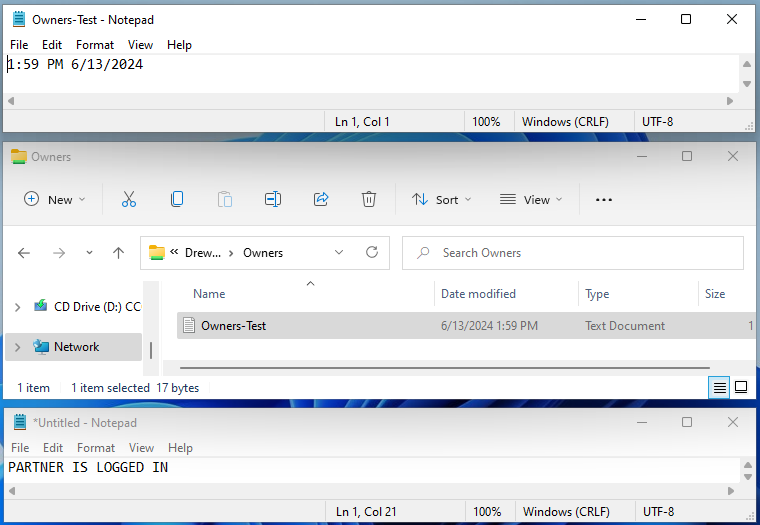 Owners-Test - Notepad
File Edit Format View Help
1:59 PM 6/13/2024
Ln 1, Col 1 100% Windows (CRLF) UTF-8
Owners
New Sort View
« Drew... > Owners Search Owners
Name Date modified Type Size
CD Drive (D:) CC
Owners-Test 6/13/2024 1:59 PM Text Document 1
Network
1 item 1 item selected 17 bytes
*Untitled - Notepad
File Edit Format View Help
PARTNER IS LOGGED IN
Ln 1, Col 21 100% Windows (CRLF) UTF-8